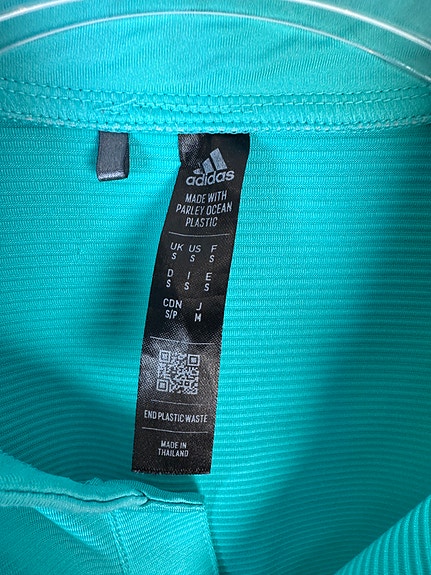 adidas
MADE WITH
PARLEY OCEAN
PLASTIC
UK US F
S S S
D I E
S S S
CDN J
S/P M
END PLASTIC WASTE
MADE IN
THAILAND